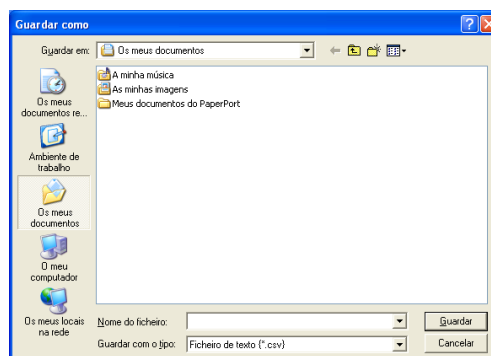 Guardar como
Guardar em:
Os meus documentos
Os meus
documentos re...
Ambiente de
trabalho
Os meus
documentos
O meu
computador
Os meus locais
na rede
A minha música
As minhas imagens
Meus documentos do PaperPort
Nome do ficheiro:
Guardar
Guardar com o tipo:
Ficheiro de texto (*.csv)
Cancelar